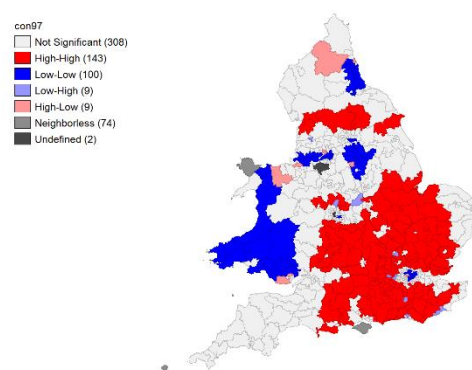 con97
Not Significant (308)
High-High (143)
Low-Low (100)
Low-High (9)
High-Low (9)
Neighborless (74)
Undefined (2)